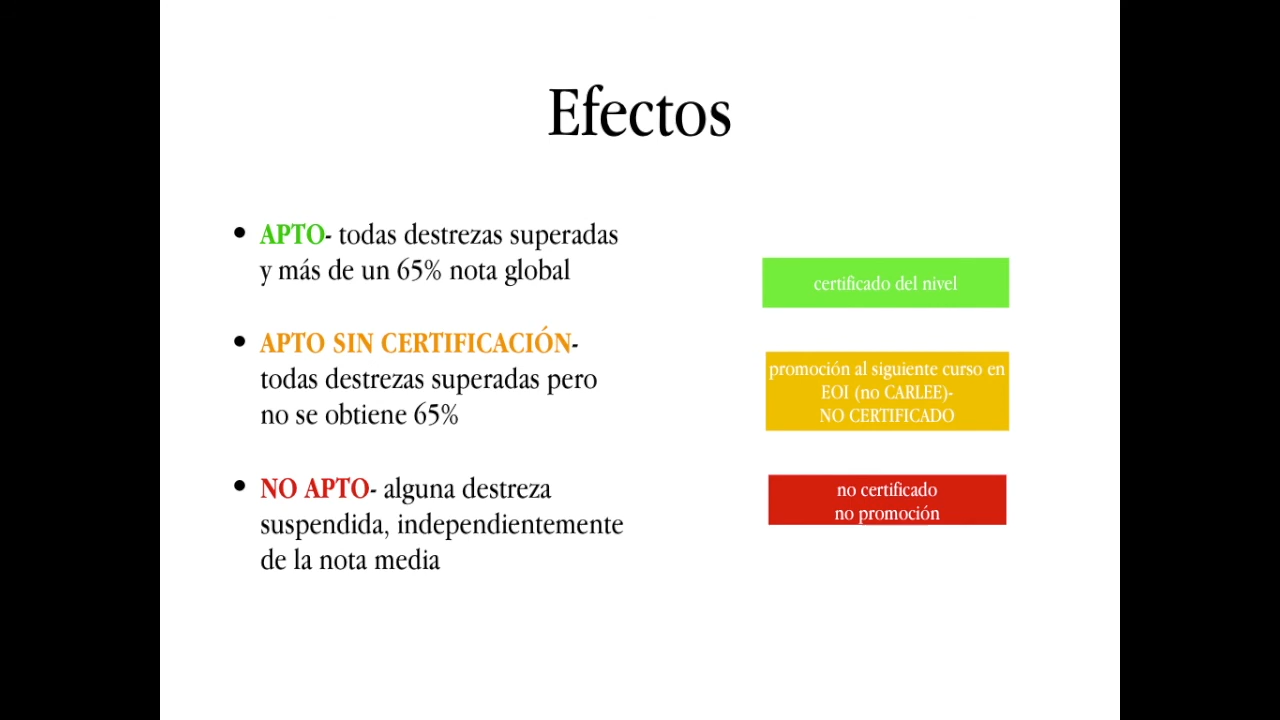 Efectos
• APTO- todas destrezas superadas
y más de un 65% nota global
certificado del nivel
• APTO SIN CERTIFICACIÓN-
todas destrezas superadas pero
no se obtiene 65%
promoción al siguiente curso en
EOI (no CARLEE)-
NO CERTIFICADO
• NO APTO- alguna destreza
suspendida, independientemente
de la nota media
no certificado
no promoción